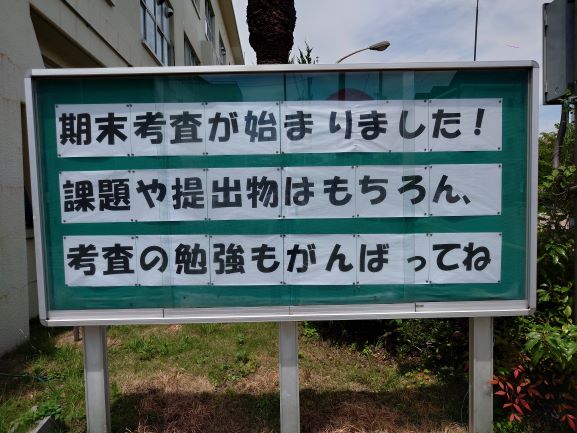 期末考査が始まりました!
課題や提出物はもちろん、
考査の勉強もがんばってね